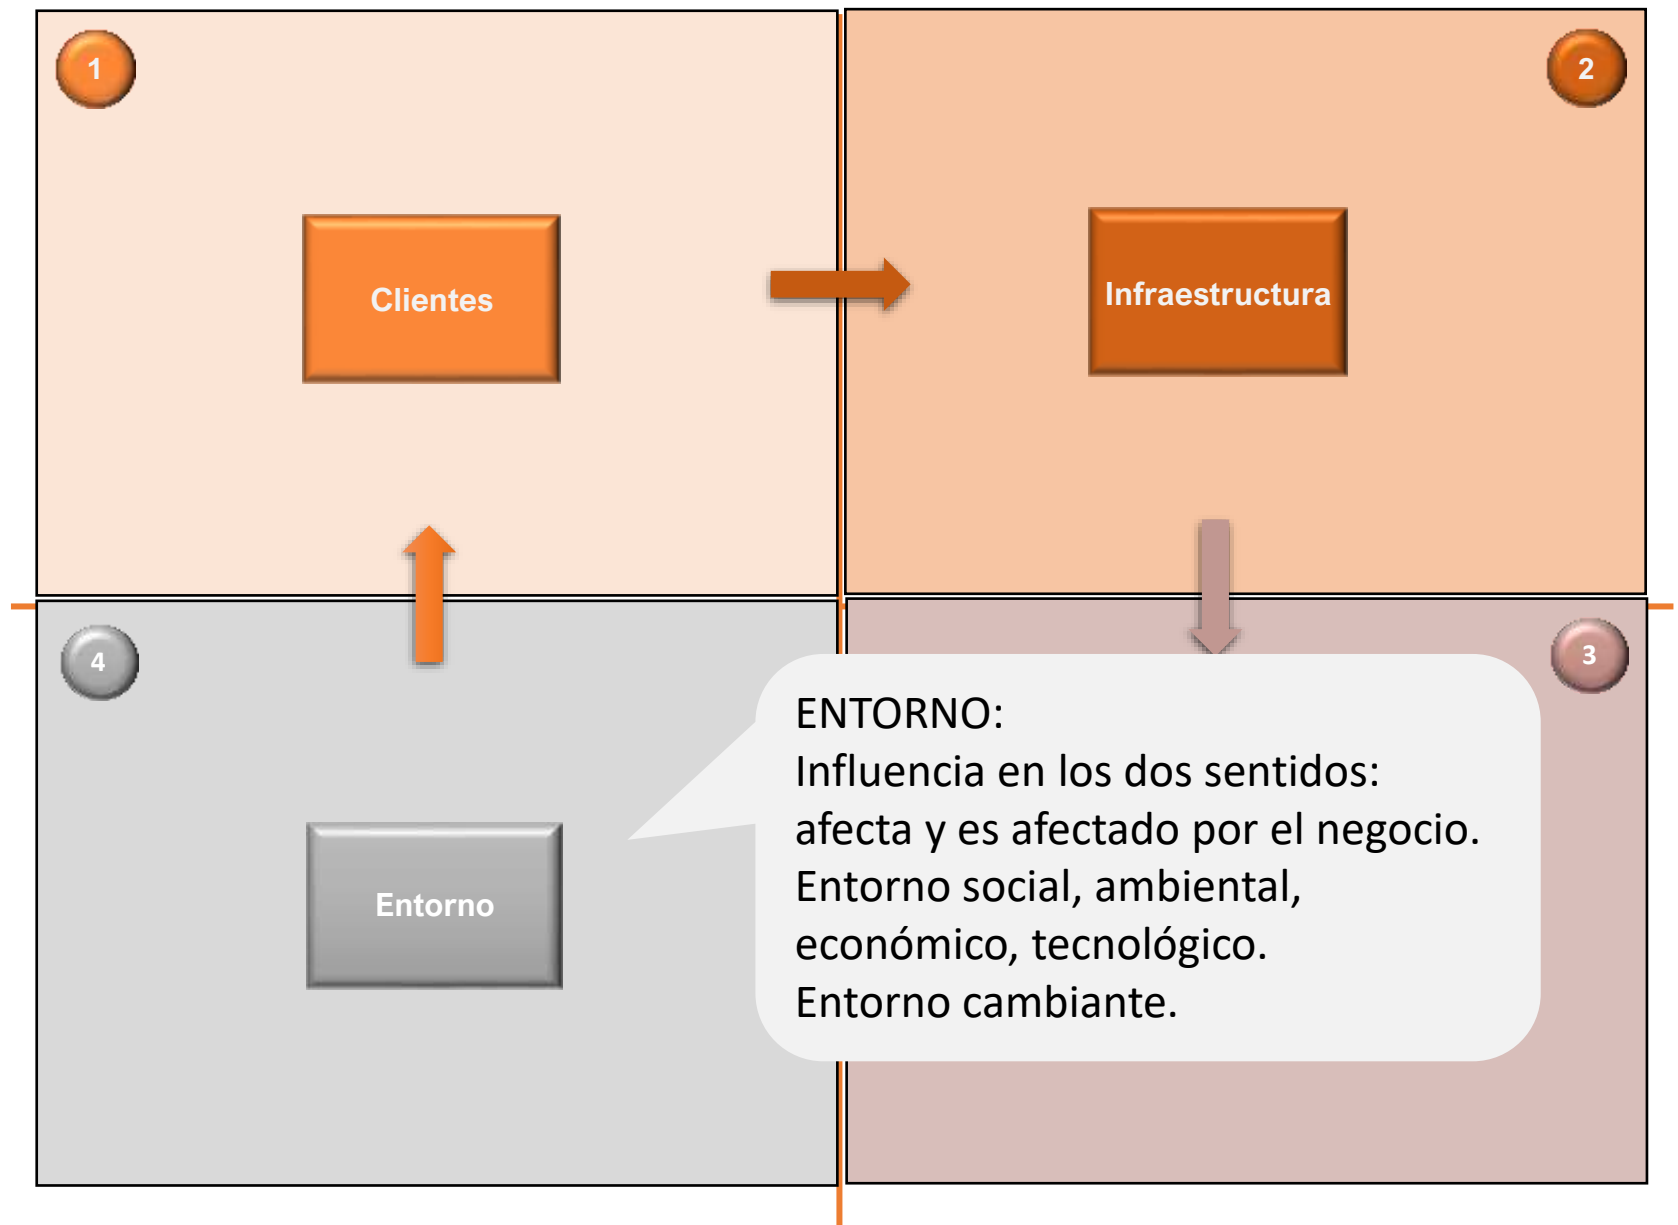 1
2
Clientes
Infraestructura
4
3
ENTORNO:
Influencia en los dos sentidos:
afecta y es afectado por el negocio.
Entorno social, ambiental,
económico, tecnológico.
Entorno cambiante.
Entorno